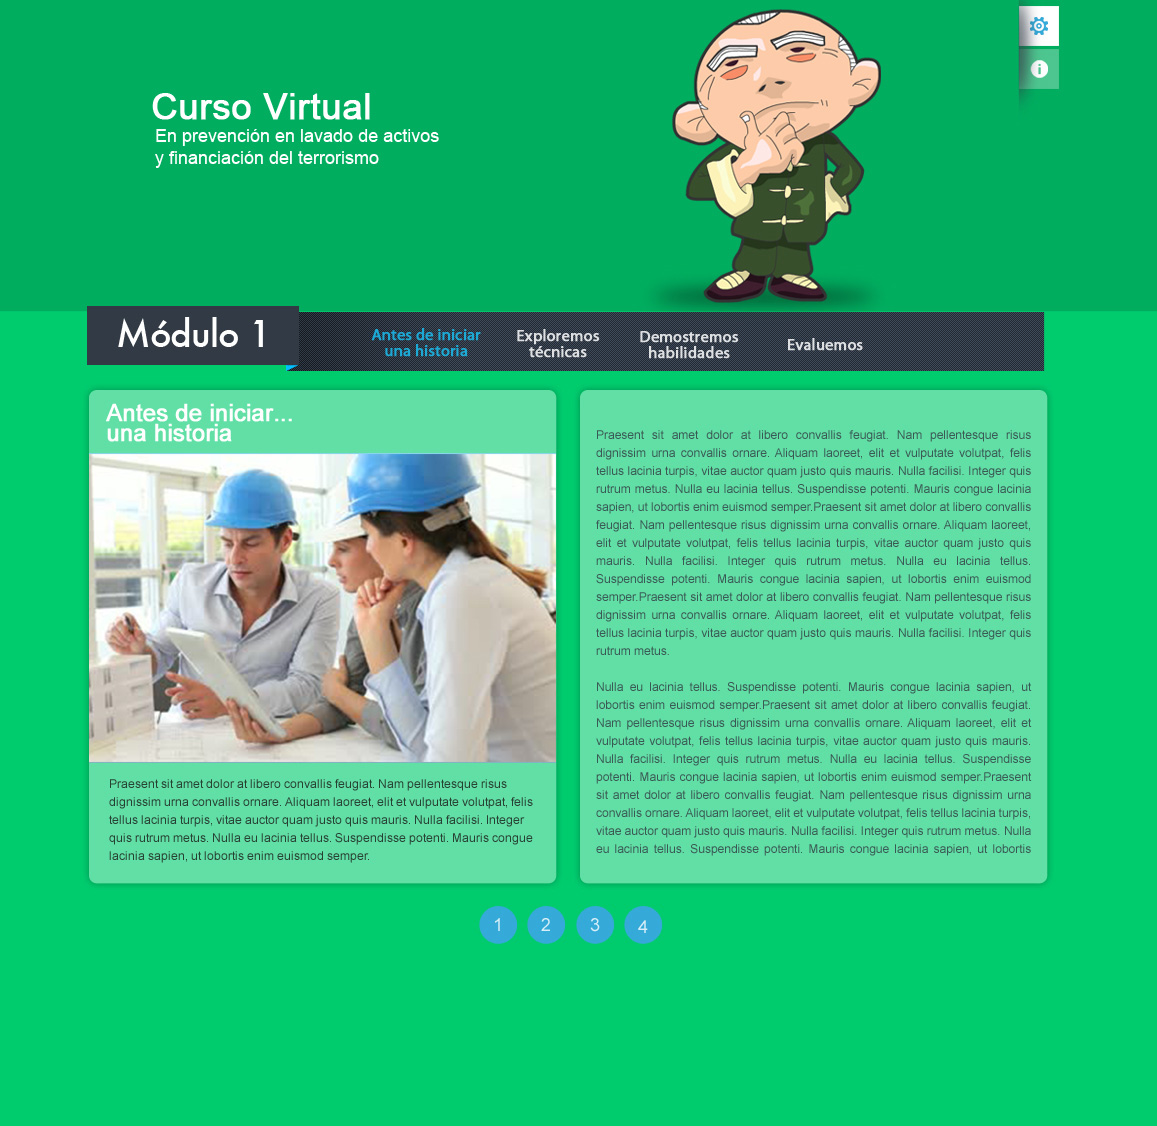 Curso Virtual
En prevención en lavado de activos
y financiación del terrorismo
Módulo 1
Antes de iniciar
una historia
Exploremos
técnicas
Demostremos
habilidades
Evaluemos
Antes de iniciar...
una historia
Praesent sit amet dolor at libero convallis feugiat. Nam pellentesque risus
dignissim urna convallis ornare. Aliquam laoreet, elit et vulputate volutpat, felis
tellus lacinia turpis, vitae auctor quam justo quis mauris. Nulla facilisi. Integer
quis rutrum metus. Nulla eu lacinia tellus. Suspendisse potenti. Mauris congue
lacinia sapien, ut lobortis enim euismod semper.
Praesent sit amet dolor at libero convallis feugiat. Nam pellentesque risus
dignissim urna convallis ornare. Aliquam laoreet, elit et vulputate volutpat, felis
tellus lacinia turpis, vitae auctor quam justo quis mauris. Nulla facilisi. Integer quis
rutrum metus. Nulla eu lacinia tellus. Suspendisse potenti. Mauris congue lacinia
sapien, ut lobortis enim euismod semper.Praesent sit amet dolor at libero convallis
feugiat. Nam pellentesque risus dignissim urna convallis ornare. Aliquam laoreet,
elit et vulputate volutpat, felis tellus lacinia turpis, vitae auctor quam justo quis
mauris. Nulla facilisi. Integer quis rutrum metus. Nulla eu lacinia tellus.
Suspendisse potenti. Mauris congue lacinia sapien, ut lobortis enim euismod
semper.Praesent sit amet dolor at libero convallis feugiat. Nam pellentesque risus
dignissim urna convallis ornare. Aliquam laoreet, elit et vulputate volutpat, felis
tellus lacinia turpis, vitae auctor quam justo quis mauris. Nulla facilisi. Integer quis
rutrum metus.
Nulla eu lacinia tellus. Suspendisse potenti. Mauris congue lacinia sapien, ut
lobortis enim euismod semper.Praesent sit amet dolor at libero convallis feugiat.
Nam pellentesque risus dignissim urna convallis ornare. Aliquam laoreet, elit et
vulputate volutpat, felis tellus lacinia turpis, vitae auctor quam justo quis mauris.
Nulla facilisi. Integer quis rutrum metus. Nulla eu lacinia tellus. Suspendisse
potenti. Mauris congue lacinia sapien, ut lobortis enim euismod semper.Praesent
sit amet dolor at libero convallis feugiat. Nam pellentesque risus dignissim urna
convallis ornare. Aliquam laoreet, elit et vulputate volutpat, felis tellus lacinia turpis,
vitae auctor quam justo quis mauris. Nulla facilisi. Integer quis rutrum metus. Nulla
eu lacinia tellus. Suspendisse potenti. Mauris congue lacinia sapien, ut lobortis
1 2 3 4